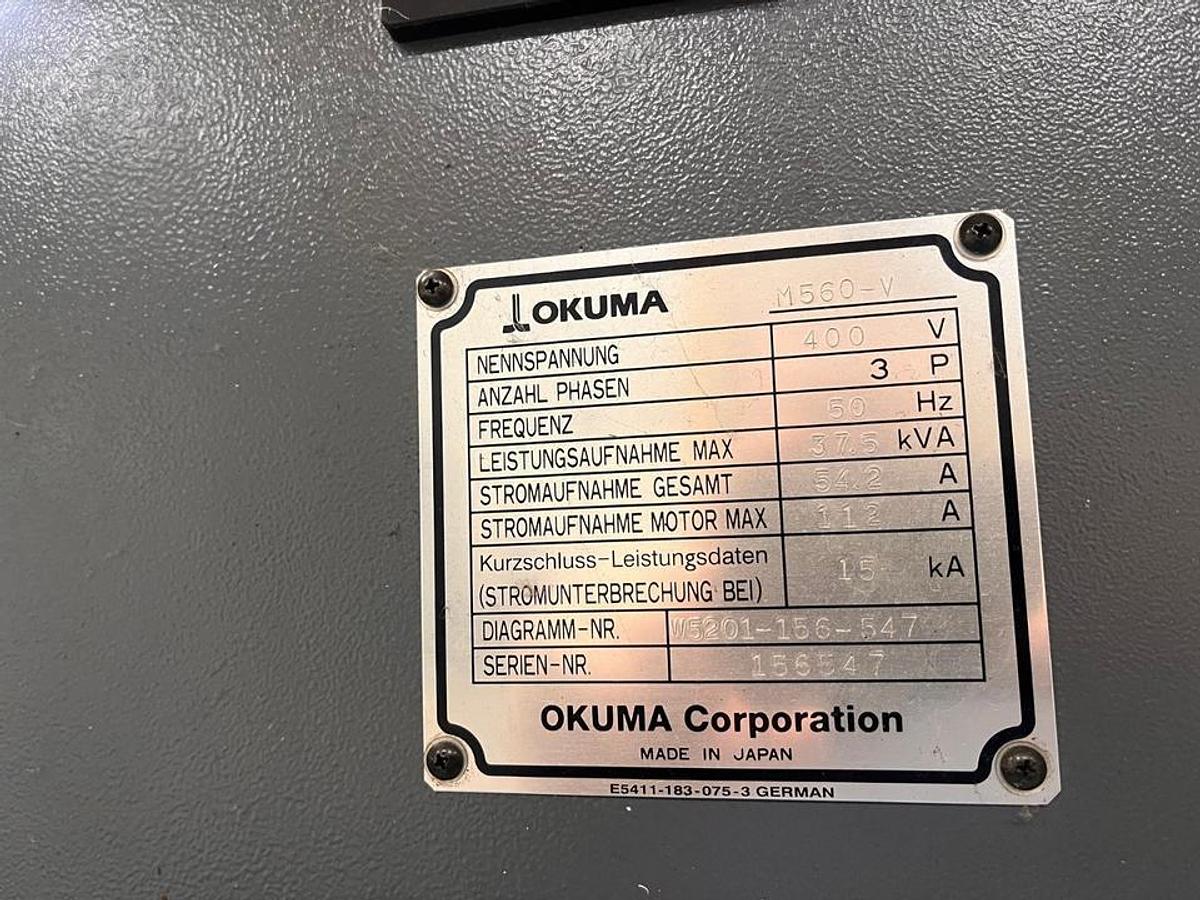 OKUMA M560-V
NENNSPANNUNG 400 V
ANZAHL PHASEN 3 P
FREQUENZ 50 Hz
LEISTUNGSAUFNAHME MAX 37.5 kVA
STROMAUFNAHME GESAMT 54.2 A
STROMAUFNAHME MOTOR MAX 112 A
Kurzschluss-Leistungsdaten
(STROMUNTERBRECHUNG BEI) 15 kA
DIAGRAMM-NR. W5201-156-547
SERIEN-NR. 156547
OKUMA Corporation
MADE IN JAPAN
E5411-183-075-3 GERMAN